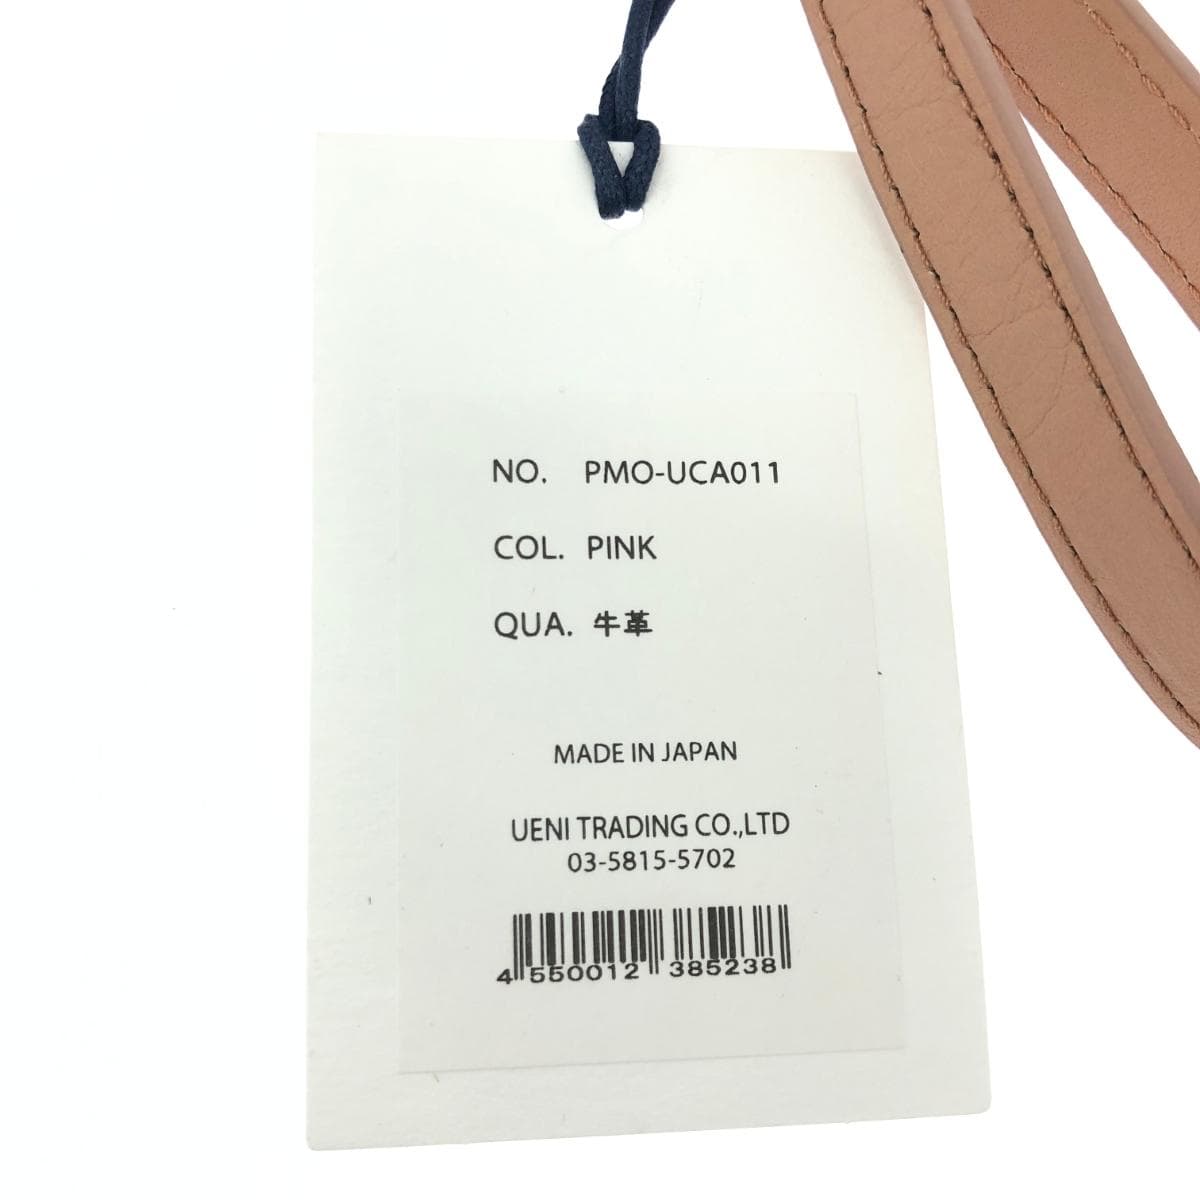 NO. PMO-UCA011
COL. PINK
QUA. 牛革
MADE IN JAPAN
UENI TRADING CO.,LTD
03-5815-5702
4 550012 385238